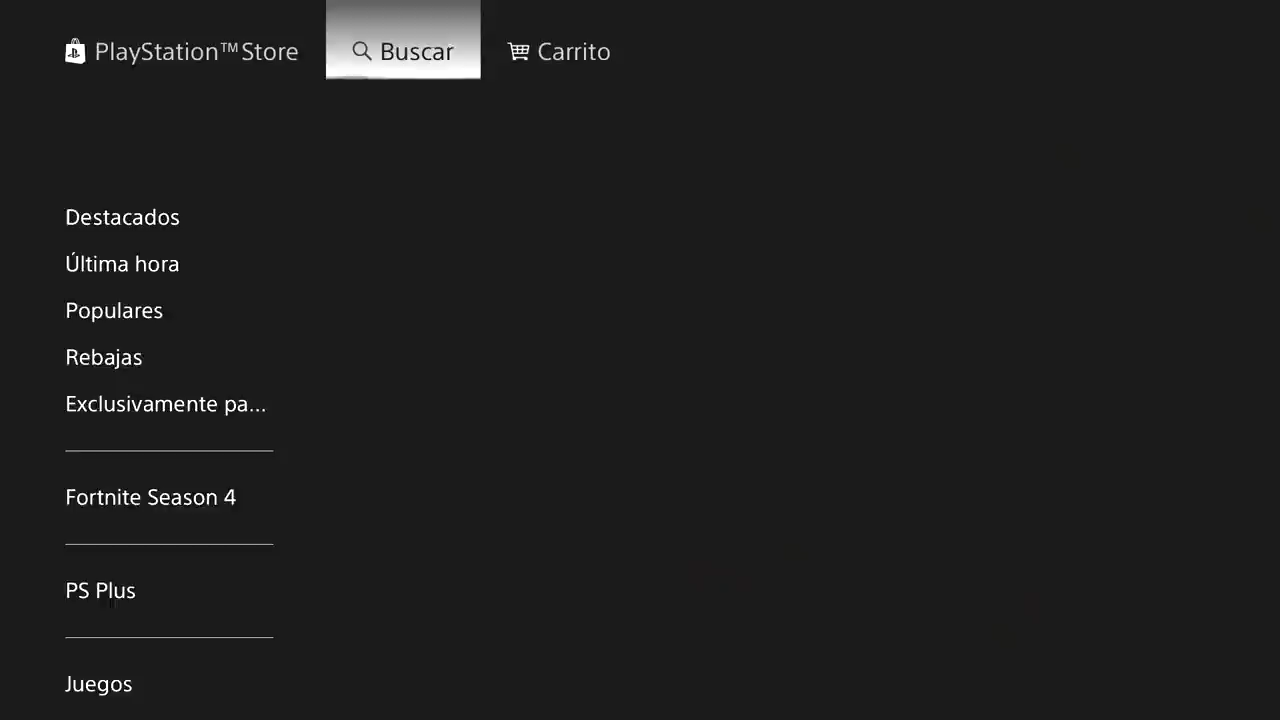 PlayStation™Store Buscar Carrito
Destacados
Última hora
Populares
Rebajas
Exclusivamente pa...
Fortnite Season 4
PS Plus
Juegos